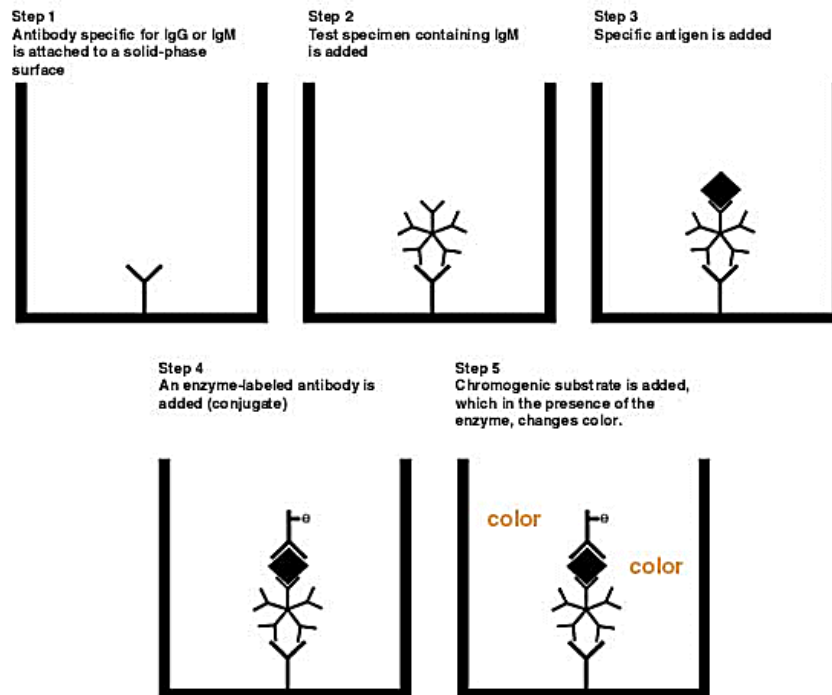 Step 1
Antibody specific for IgG or IgM
is attached to a solid-phase
surface
Step 2
Test specimen containing IgM
is added
Step 3
Specific antigen is added
Step 4
An enzyme-labeled antibody is
added (conjugate)
e
Step 5
Chromogenic substrate is added,
which in the presence of the
enzyme, changes color.
color
e
color